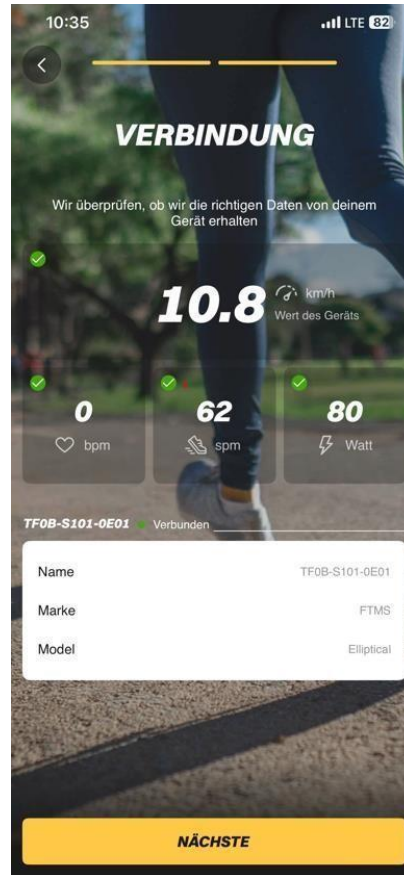 10:35 LTE 82
VERBINDUNG
Wir überprüfen, ob wir die richtigen Daten von deinem
Gerät erhalten
10.8 km/h
Wert des Geräts
0 62 80
bpm spm Watt
TF0B-S101-0E01 Verbunden
Name TF0B-S101-0E01
Marke FTMS
Model Elliptical
NÄCHSTE